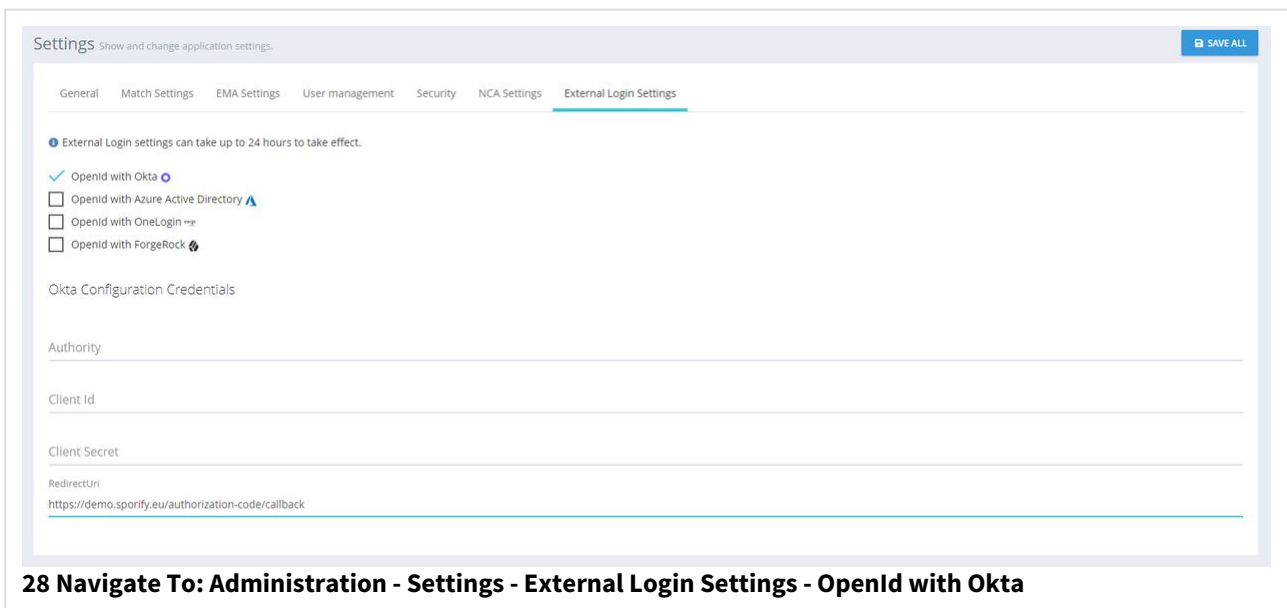 Settings Show and change application settings.
SAVE ALL
General Match Settings EMA Settings User management Security NCA Settings External Login Settings
External Login settings can take up to 24 hours to take effect.
OpenId with Okta
OpenId with Azure Active Directory
OpenId with OneLogin
OpenId with ForgeRock
Okta Configuration Credentials
Authority
Client Id
Client Secret
RedirectUri
https://demo.sporify.eu/authorization-code/callback
28 Navigate To: Administration - Settings - External Login Settings - OpenId with Okta